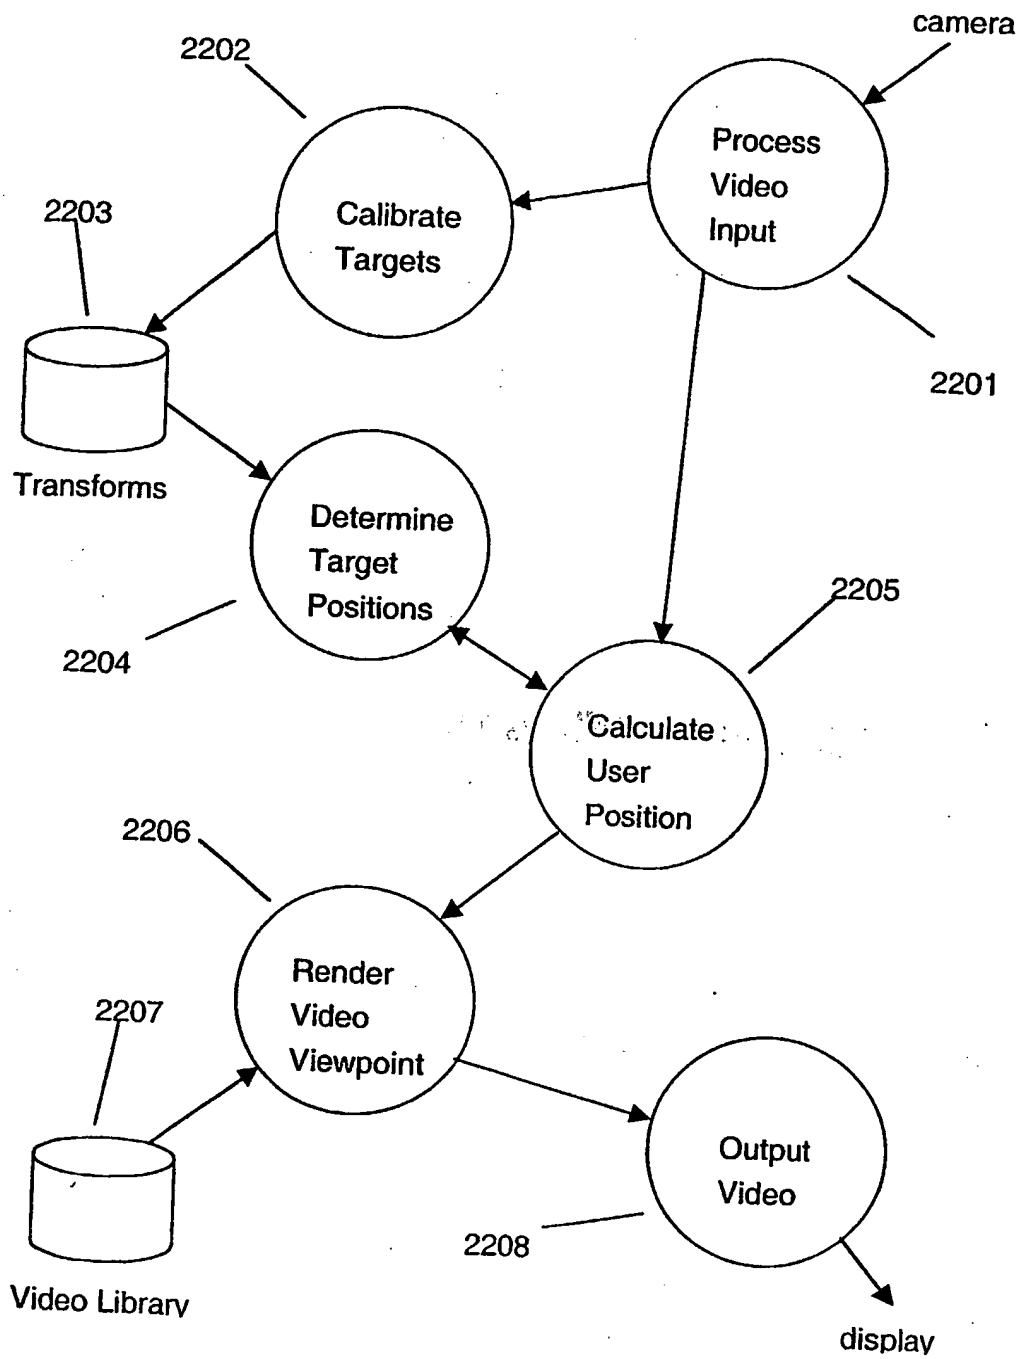 camera
2202
Process
Video
Input
2203
Calibrate
Targets
2201
Transforms
Determine
Target
Positions
2205
2204
Calculate
User
Position
2206
Render
Video
Viewpoint
2207
Output
Video
2208
Video Library
display